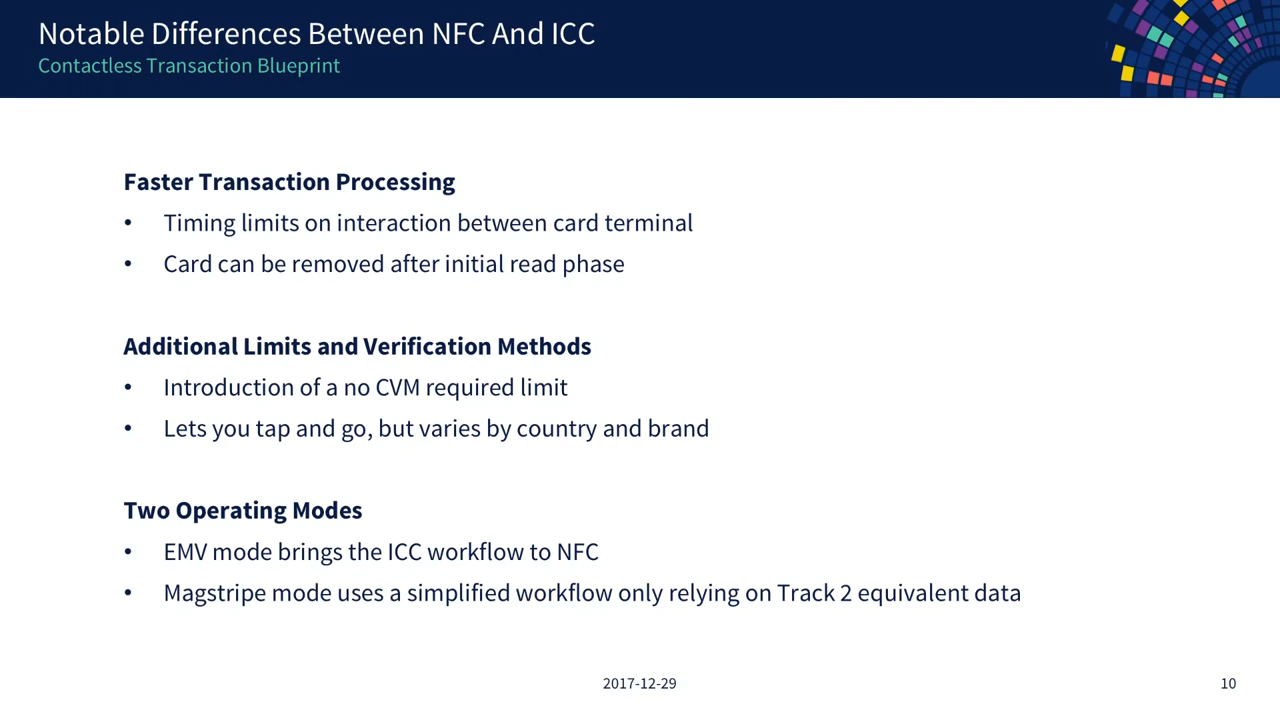 Notable Differences Between NFC And ICC
Contactless Transaction Blueprint
Faster Transaction Processing
• Timing limits on interaction between card terminal
• Card can be removed after initial read phase
Additional Limits and Verification Methods
• Introduction of a no CVM required limit
• Lets you tap and go, but varies by country and brand
Two Operating Modes
• EMV mode brings the ICC workflow to NFC
• Magstripe mode uses a simplified workflow only relying on Track 2 equivalent data
2017-12-29
10